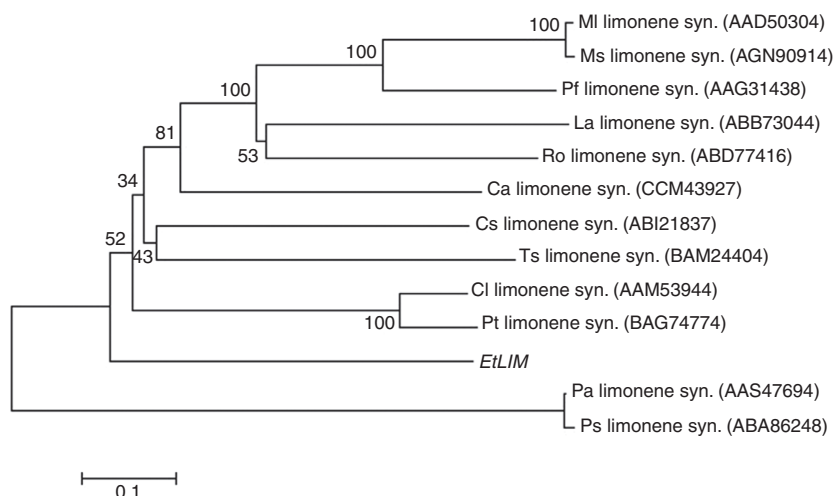 100 Ml limonene syn. (AAD50304)
100 Ms limonene syn. (AGN90914)
100 Pf limonene syn. (AAG31438)
81 La limonene syn. (ABB73044)
53 Ro limonene syn. (ABD77416)
34 Ca limonene syn. (CCM43927)
Cs limonene syn. (ABI21837)
52 43 Ts limonene syn. (BAM24404)
Cl limonene syn. (AAM53944)
100 Pt limonene syn. (BAG74774)
EtLIM
Pa limonene syn. (AAS47694)
Ps limonene syn. (ABA86248)
0.1